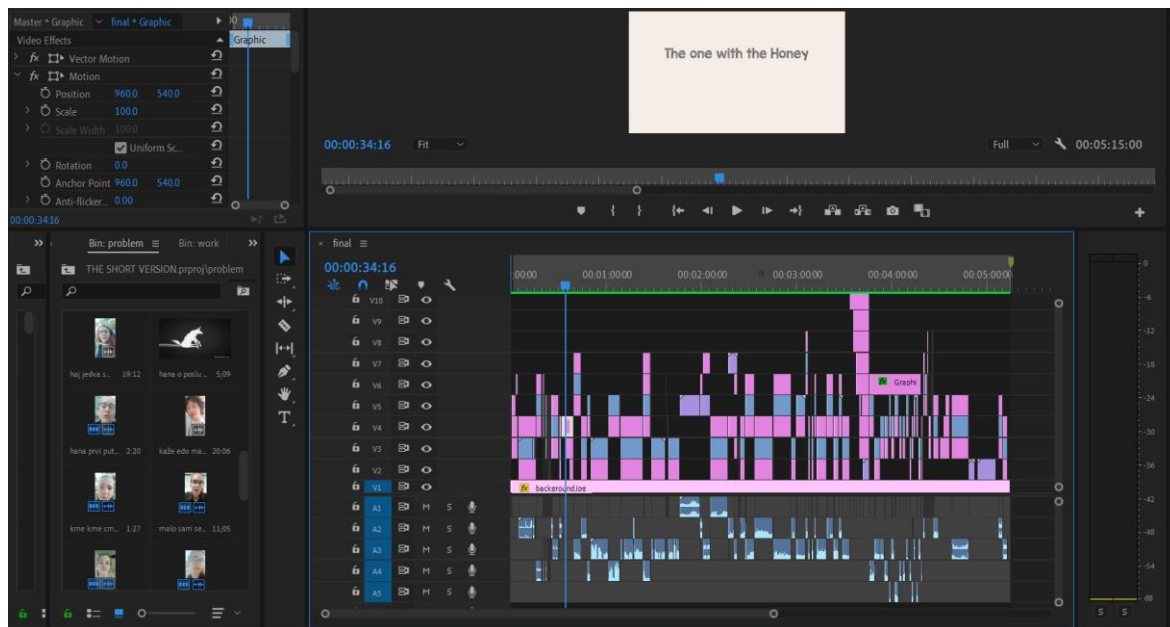 Master * Graphic
final * Graphic
Video Effects
Graphic
fx Vector Motion
fx Motion
Position 960.0 540.0
Scale 100.0
Scale Width 100.0
Uniform Sc...
Rotation 0.0
Anchor Point 960.0 540.0
Anti-flicker... 0.00
00:00:34:16
The one with the Honey
00:00:34:16 Fit Full 00:05:15:00
Bin: problem Bin: work
THE SHORT VERSION.prproj\problem
haj jedva s... 19:12
hana o poslu ... 5;09
hana prvi put... 2:20
kaže edo ma... 20:06
kme kme cm... 1:27
malo sam se... 11;05
T
final
00:00:34:16
:00:00 00:01:00:00 00:02:00:00 00:03:00:00 00:04:00:00 00:05:00:0
V10
V9
V8
V7
V6 Graphi
V5
V4
V3
V2
V1 fx background.jpg
A1 M S
A2 M S
A3 M S
A4 M S
A5 M S
0
-6
-12
-18
-24
-30
-36
-42
-48
-54
dB
S S